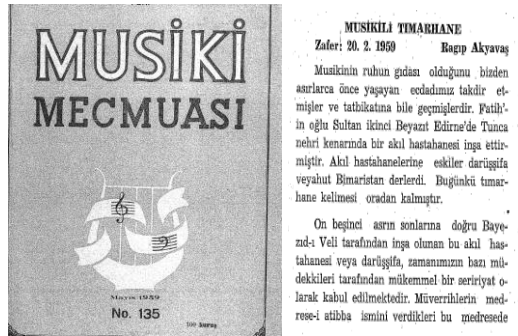 MUSİKİ
MECMUASI
Mayıs 1959
No. 135
MUSİKİLİ TIMARHANE
Zafer: 20. 2. 1959 Ragıp Akyavaş
Musikinin ruhun gıdası olduğunu bizden
asırlarca önce yaşayan ecdadımız takdir et-
mişler ve tatbikatına bile geçmişlerdir. Fatih'-
in oğlu Sultan ikinci Beyazıt Edirne'de Tunca
nehri kenarında bir akıl hastahanesi inşa ettir-
miştir. Akıl hastahanelerine eskiler darüşşifa
veyahut Bimaristan derlerdi. Bugünkü tımar-
hane kelimesi oradan kalmıştır.
On beşinci asrın sonlarına doğru Baye-
zıd-ı Veli tarafından inşa olunan bu akıl has-
tahanesi veya darüşşifa, zamanımızın bazı mü-
dekkileri tarafından mükemmel bir seririyat o-
larak kabul edilmektedir. Müverrihlerin med-
rese-i atibba ismini verdikleri bu medresede